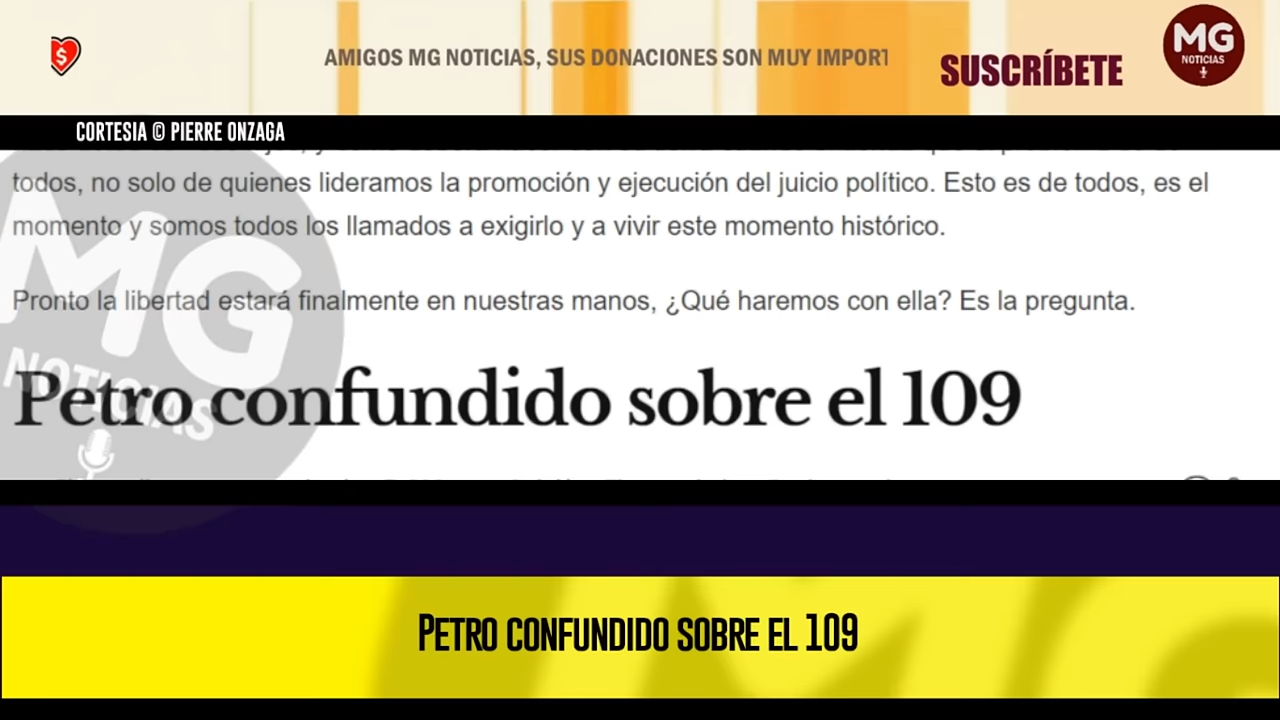 AMIGOS MG NOTICIAS, SUS DONACIONES SON MUY IMPORT
SUSCRÍBETE
MG
NOTICIAS
CORTESIA © PIERRE ONZAGA
todos, no solo de quienes lideramos la promoción y ejecución del juicio político. Esto es de todos, es el
momento y somos todos los llamados a exigirlo y a vivir este momento histórico.
Pronto la libertad estará finalmente en nuestras manos, ¿Qué haremos con ella? Es la pregunta.
MG
NOTICIAS
Petro confundido sobre el 109
PETRO CONFUNDIDO SOBRE EL 109